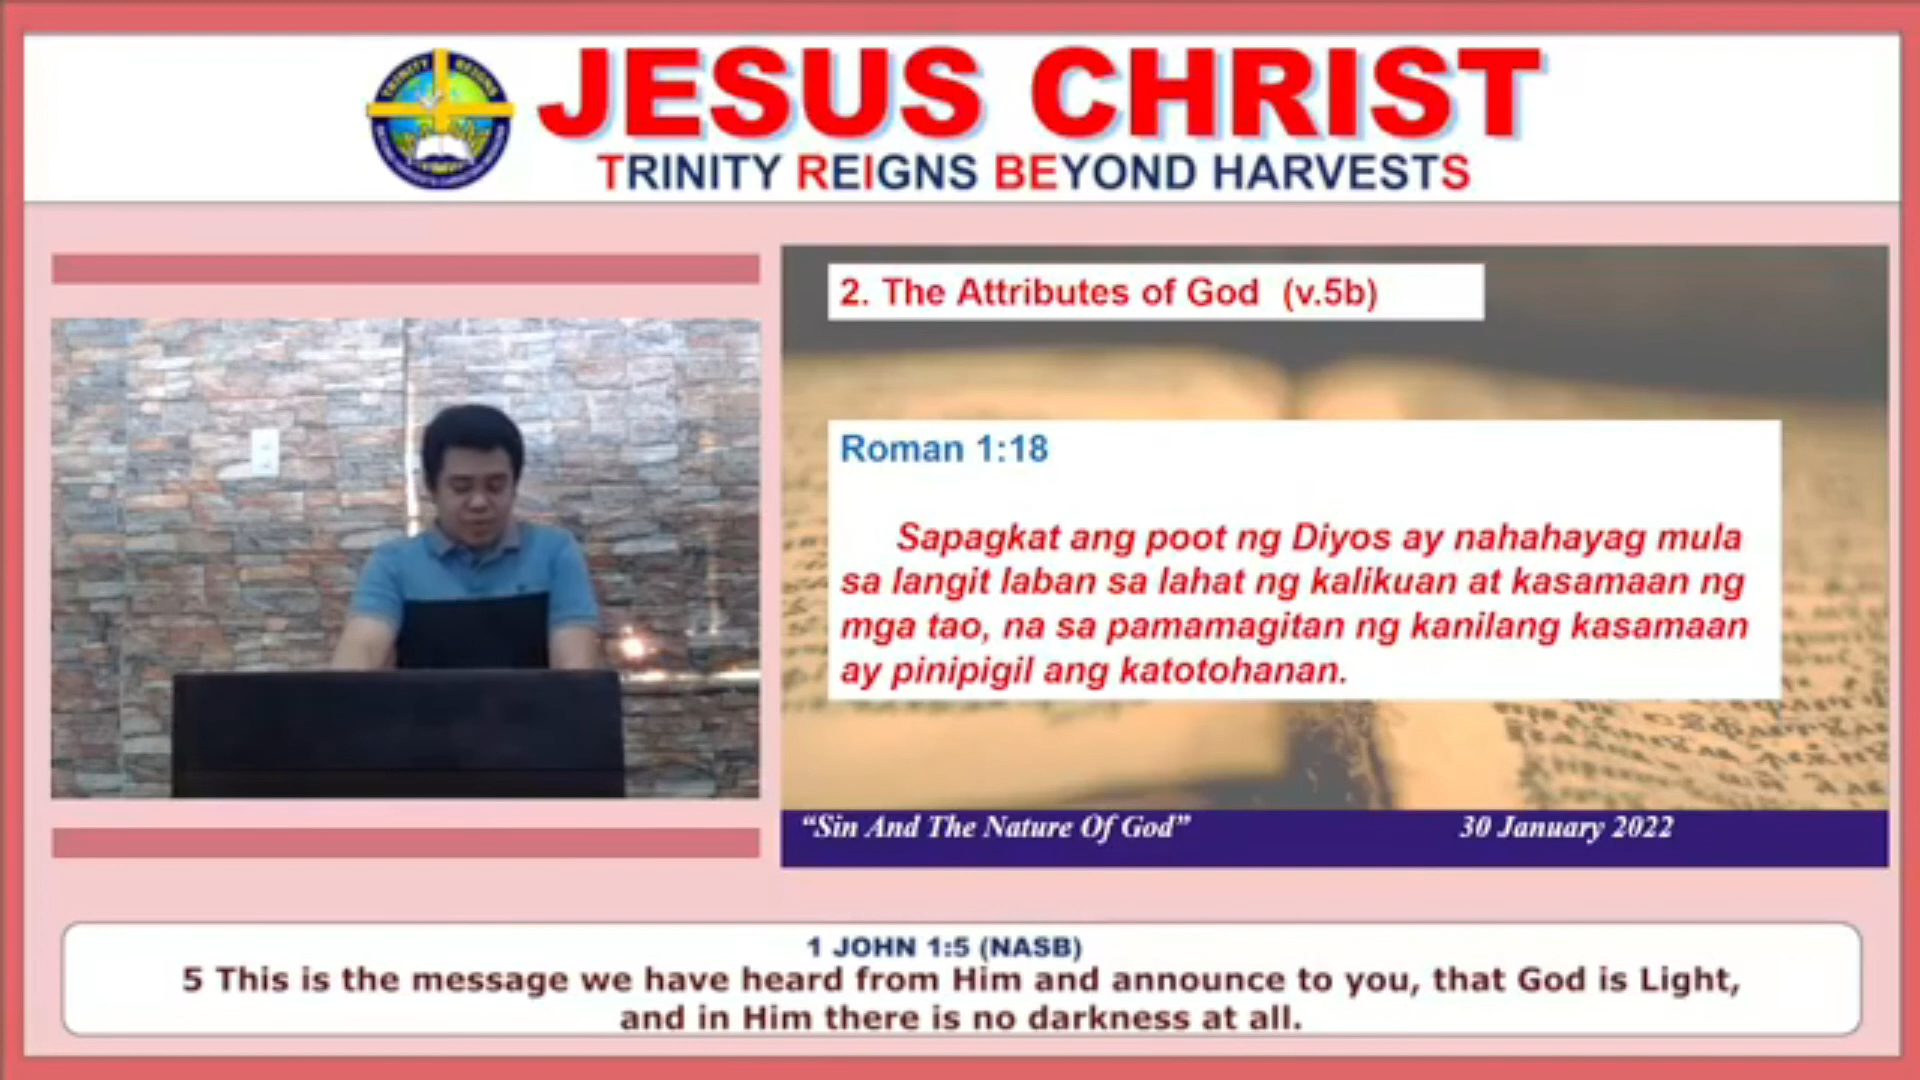 TRINITY REIGNS
JESUS CHRIST
TRINITY REIGNS BEYOND HARVESTS
2. The Attributes of God (v.5b)
Roman 1:18
Sapagkat ang poot ng Diyos ay nahahayag mula
sa langit laban sa lahat ng kalikuan at kasamaan ng
mga tao, na sa pamamagitan ng kanilang kasamaan
ay pinipigil ang katotohanan.
“Sin And The Nature Of God”
30 January 2022
1 JOHN 1:5 (NASB)
5 This is the message we have heard from Him and announce to you, that God is Light,
and in Him there is no darkness at all.